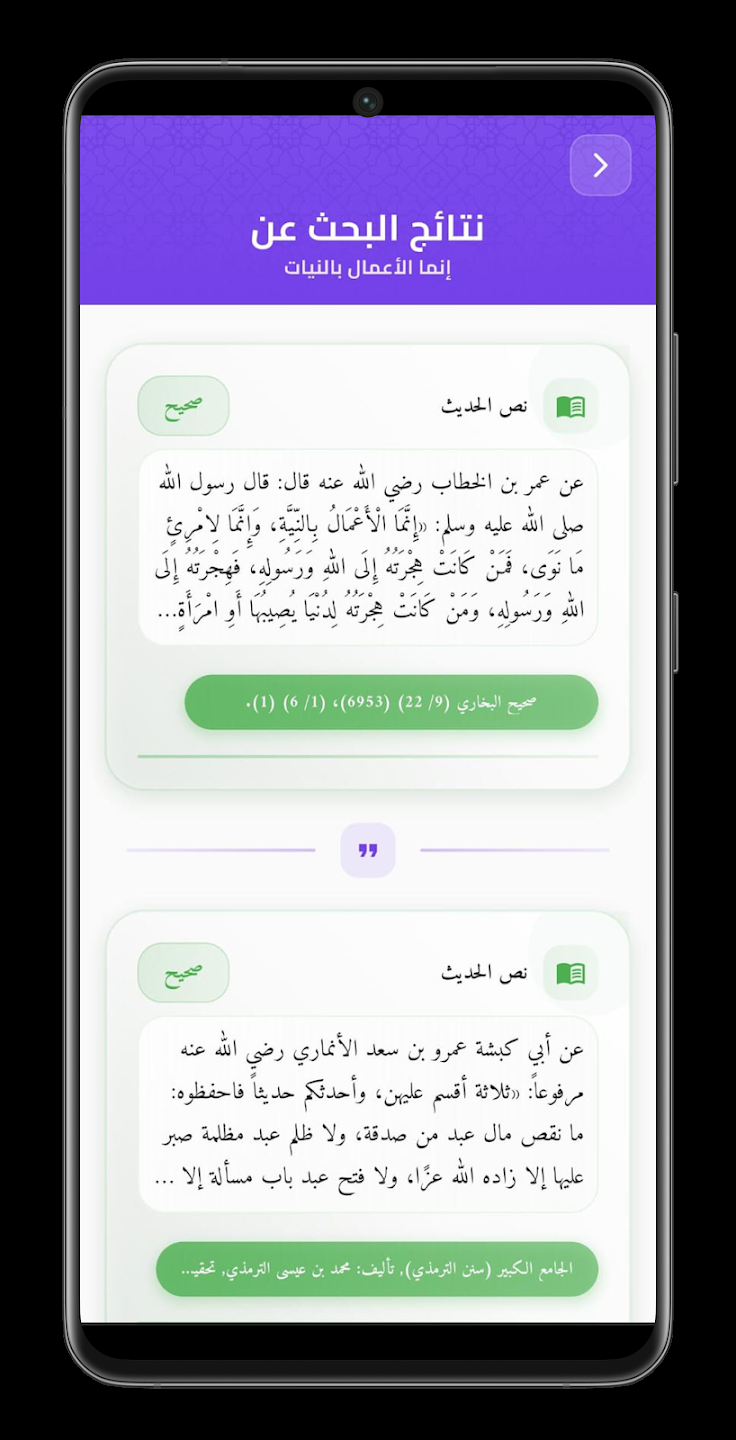 نتائج البحث عن
إنما الأعمال بالنيات
نص الحديث
صحيح
عن عمر بن الخطاب رضي الله عنه قال: قال رسول الله
صلى الله عليه وسلم: «إِنَّمَا الْأَعْمَالُ بِالنِّيَّةِ، وَإِنَّمَا لِامْرِئٍ
مَا نَوَى، فَمَنْ كَانَتْ هِجْرَتُهُ إِلَى اللهِ وَرَسُولِهِ، فَهِجْرَتُهُ إِلَى
اللهِ وَرَسُولِهِ، وَمَنْ كَانَتْ هِجْرَتُهُ لِدُنْيَا يُصِيبُهَا أَوِ امْرَأَةٍ...
صحيح البخاري (9/ 22) (6953)، (1/ 6) (1).
نص الحديث
صحيح
عن أبي كبشة عمرو بن سعد الأنماري رضي الله عنه
مرفوعاً: «ثلاثة أقسم عليهن، وأحدثكم حديثاً فاحفظوه:
ما نقص مال عبد من صدقة، ولا ظلم عبد مظلمة صبر
عليها إلا زاده الله عزًا، ولا فتح عبد باب مسألة إلا ...
الجامع الكبير (سنن الترمذي), تأليف: محمد بن عيسى الترمذي, تحقيـ...